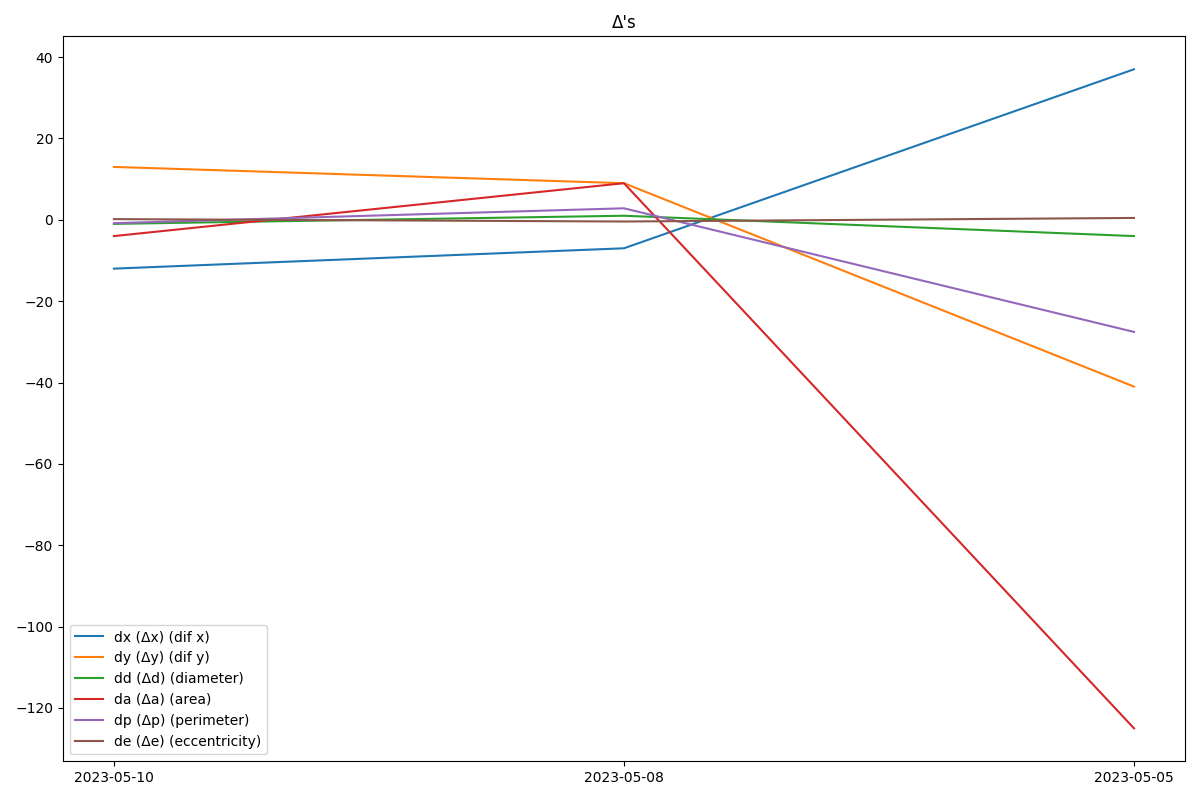 Δ's
40
20
0
−20
−40
−60
−80
−100
−120
dx (Δx) (dif x)
dy (Δy) (dif y)
dd (Δd) (diameter)
da (Δa) (area)
dp (Δp) (perimeter)
de (Δe) (eccentricity)
2023-05-10 2023-05-08 2023-05-05